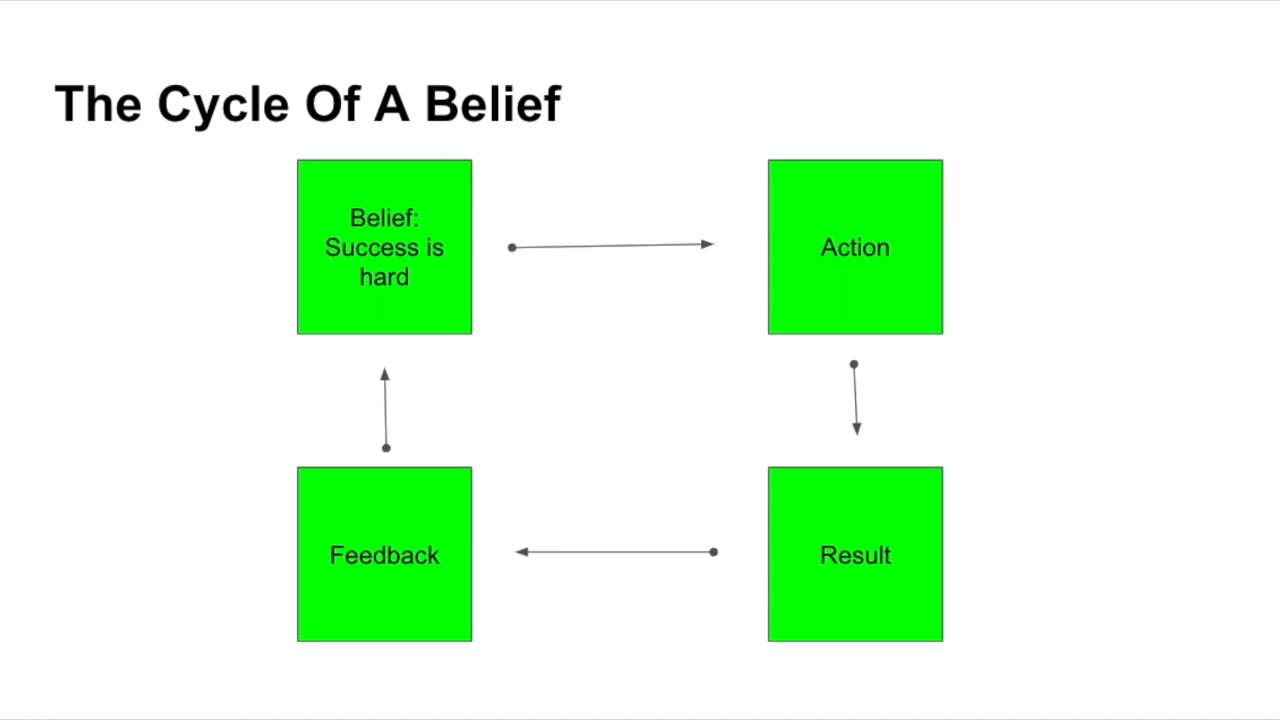 The Cycle Of A Belief
Belief:
Success is
hard
Action
Feedback
Result